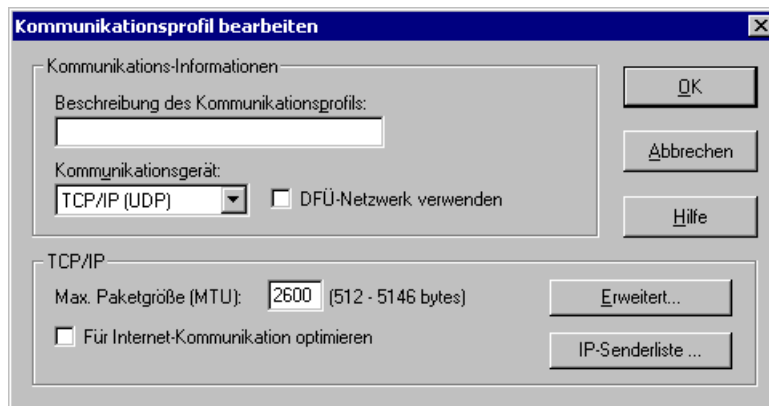 Kommunikationsprofil bearbeiten
Kommunikations-Informationen
Beschreibung des Kommunikationsprofils:
Kommunikationsgerät:
TCP/IP (UDP)
DFÜ-Netzwerk verwenden
OK
Abbrechen
Hilfe
TCP/IP
Max. Paketgröße (MTU): 2600 (512 - 5146 bytes)
Für Internet-Kommunikation optimieren
Erweitert...
IP-Senderliste ...